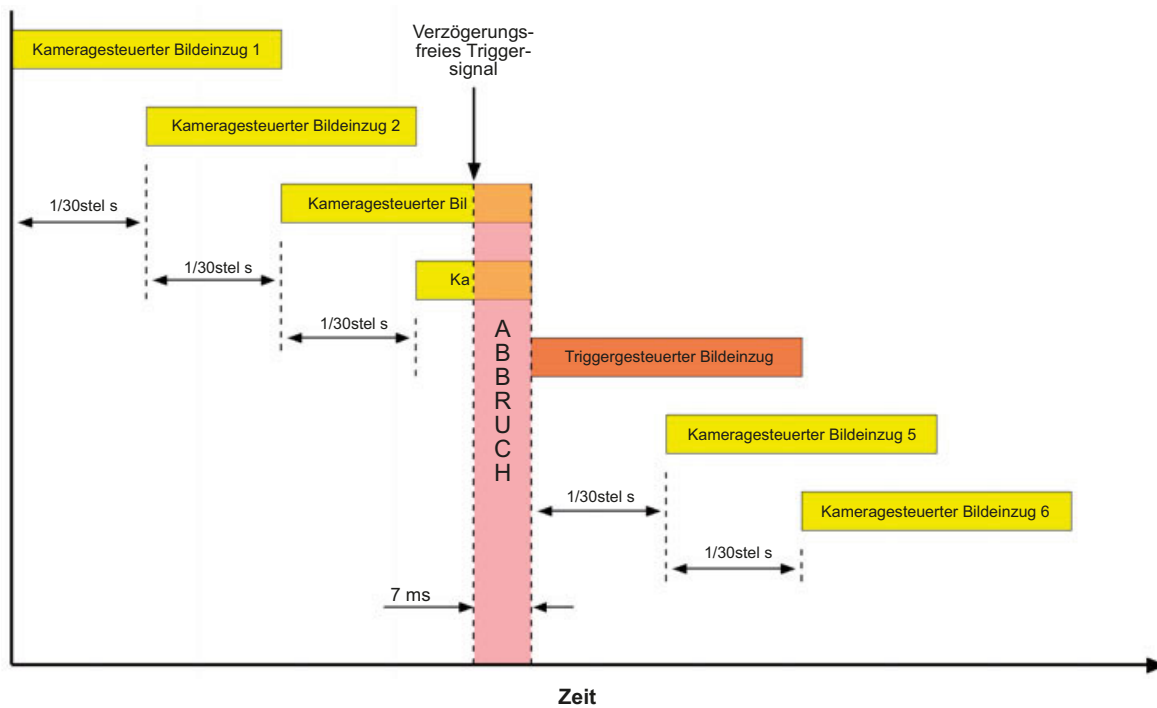 Kameragesteuerter Bildeinzug 1
Verzögerungs-
freies Trigger-
signal
Kameragesteuerter Bildeinzug 2
1/30stel s
Kameragesteuerter Bil
1/30stel s
Ka
1/30stel s
A
B
B
R
U
C
H
Triggergesteuerter Bildeinzug
Kameragesteuerter Bildeinzug 5
1/30stel s
Kameragesteuerter Bildeinzug 6
1/30stel s
7 ms
Zeit